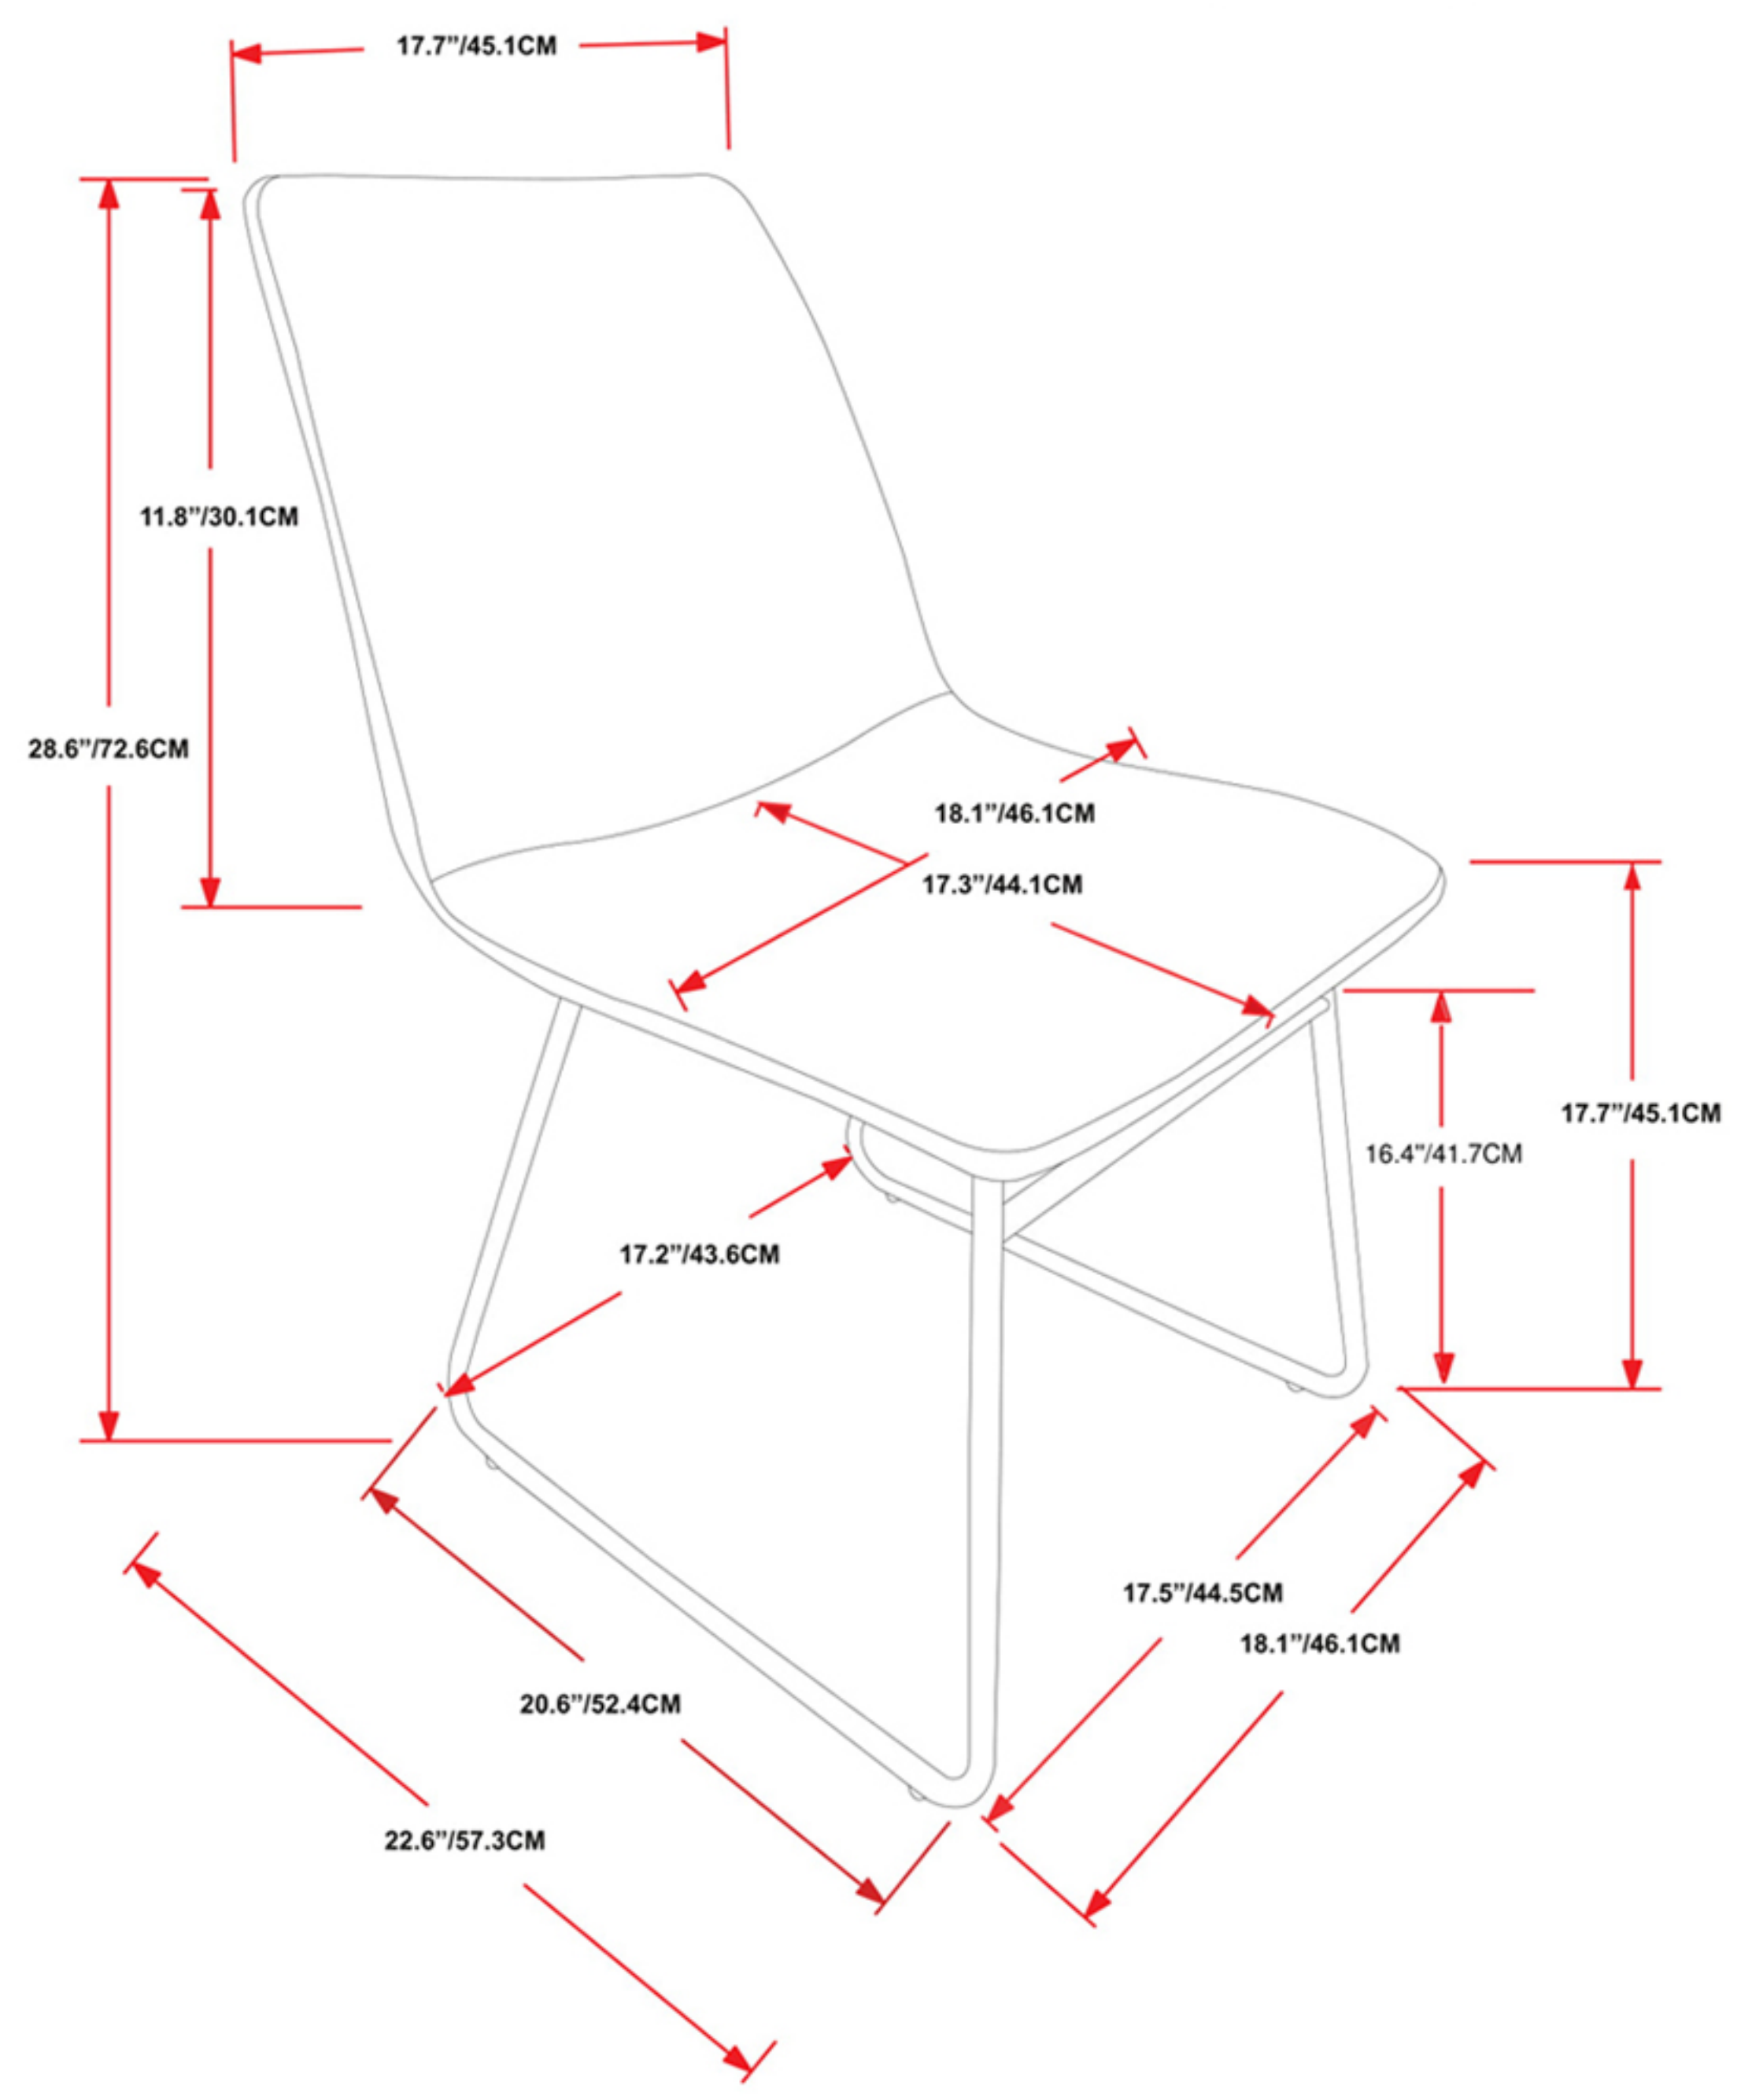 17.7”/45.1CM
11.8”/30.1CM
28.6”/72.6CM
18.1”/46.1CM
17.3”/44.1CM
17.7”/45.1CM
16.4"/41.7CM
17.2”/43.6CM
17.5”/44.5CM
18.1”/46.1CM
20.6”/52.4CM
22.6”/57.3CM